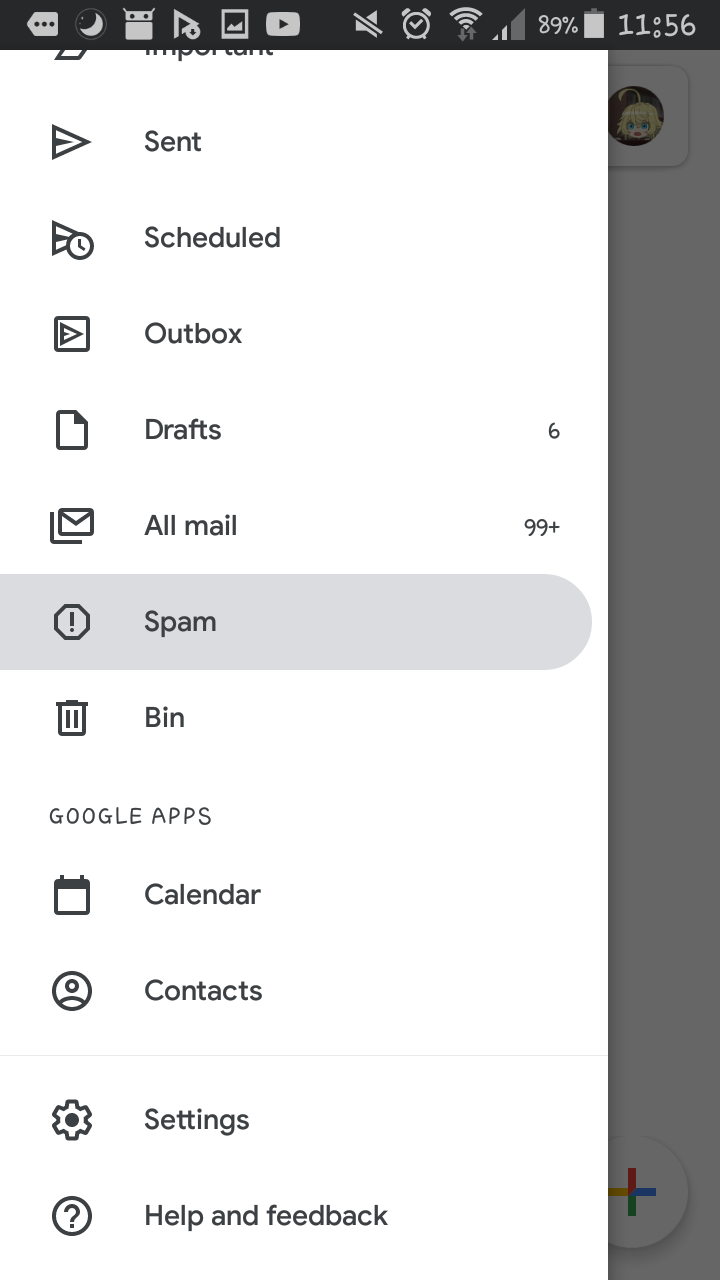 89% 11:56
Important
Sent
Scheduled
Outbox
Drafts 6
All mail 99+
Spam
Bin
GOOGLE APPS
Calendar
Contacts
Settings
Help and feedback